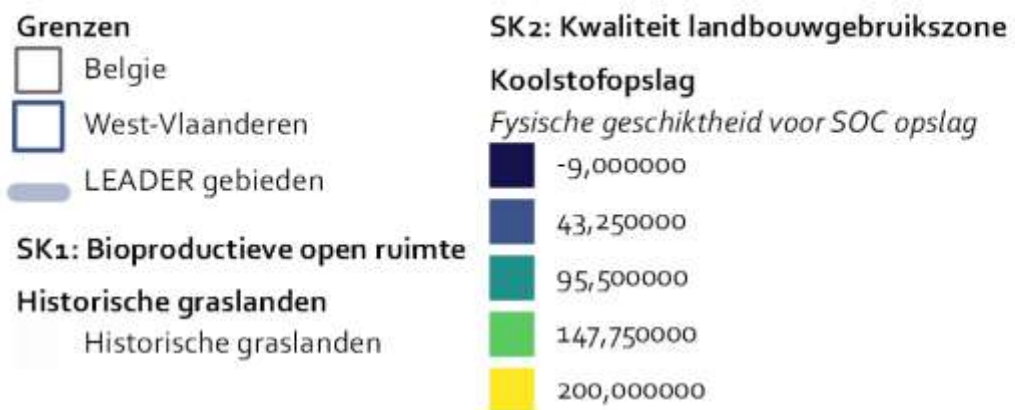 Grenzen
Belgie
West-Vlaanderen
LEADER gebieden
SK1: Bioproductieve open ruimte
Historische graslanden
Historische graslanden
SK2: Kwaliteit landbouwgebruikszone
Koolstofopslag
Fysische geschiktheid voor SOC opslag
-9,000000
43,250000
95,500000
147,750000
200,000000